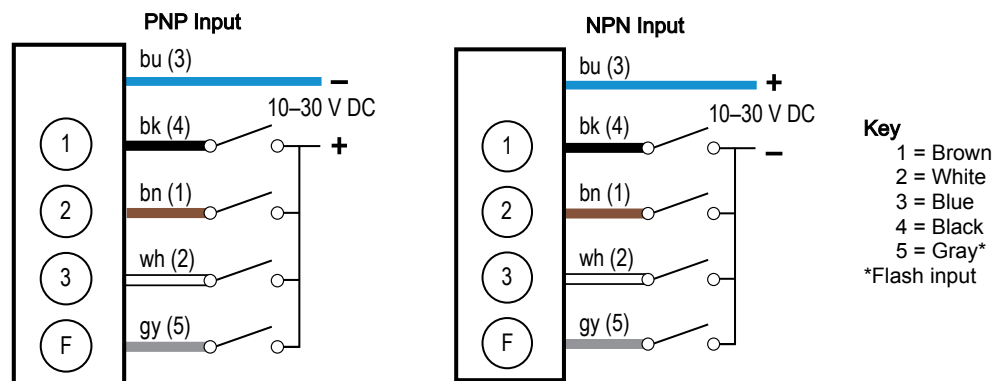 PNP Input
bu (3)
–
10–30 V DC
1
bk (4)
+
2
bn (1)
3
wh (2)
F
gy (5)
NPN Input
bu (3)
+
10–30 V DC
1
bk (4)
–
2
bn (1)
3
wh (2)
F
gy (5)
Key
1 = Brown
2 = White
3 = Blue
4 = Black
5 = Gray*
*Flash input